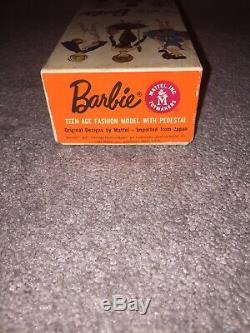 Barbie®
MATTEL, INC.
M
TOYMAKERS
TEEN AGE FASHION MODEL WITH PEDESTAL
Original Designs by Mattel - Imported from Japan